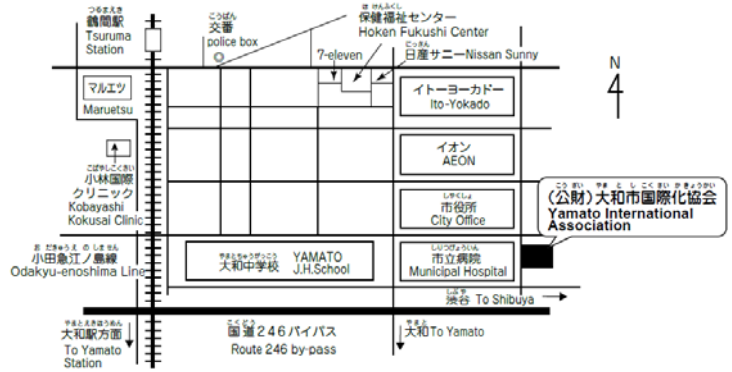 つるまえき
鶴間駅
Tsuruma
Station
こうばん
交番
police box
ほけんふくし
保健福祉センター
Hoken Fukushi Center
7-eleven
にっさん
日産サニーNissan Sunny
N
4
マルエツ
Maruetsu
イトーヨーカドー
Ito-Yokado
イオン
AEON
こばやしこくさい
小林国際
クリニック
Kobayashi
Kokusai Clinic
しやくしょ
市役所
City Office
こうざい やまとしこくさいかきょうかい
(公財)大和市国際化協会
Yamato International
Association
おだきゅうえのしません
小田急江ノ島線
Odakyu-enoshima Line
やまとちゅうがっこう
大和中学校 YAMATO
J.H.School
しりつびょういん
市立病院
Municipal Hospital
しぶや
渋谷 To Shibuya
やまとえきほうめん
大和駅方面
To Yamato
Station
こくどう
国道246バイパス
Route 246 by-pass
やまと
大和To Yamato